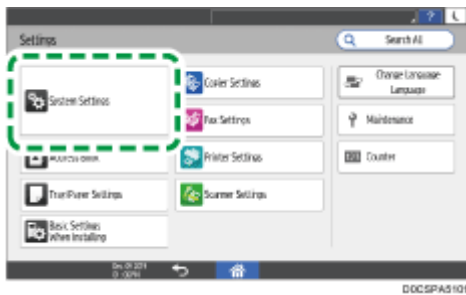 Settings
Search All
System Settings
Copier Settings
Change Language
Language
Fax Settings
Maintenance
Address Book
Printer Settings
Counter
Tray/Paper Settings
Scanner Settings
Basic Settings
When Installing
DOCSPA5101